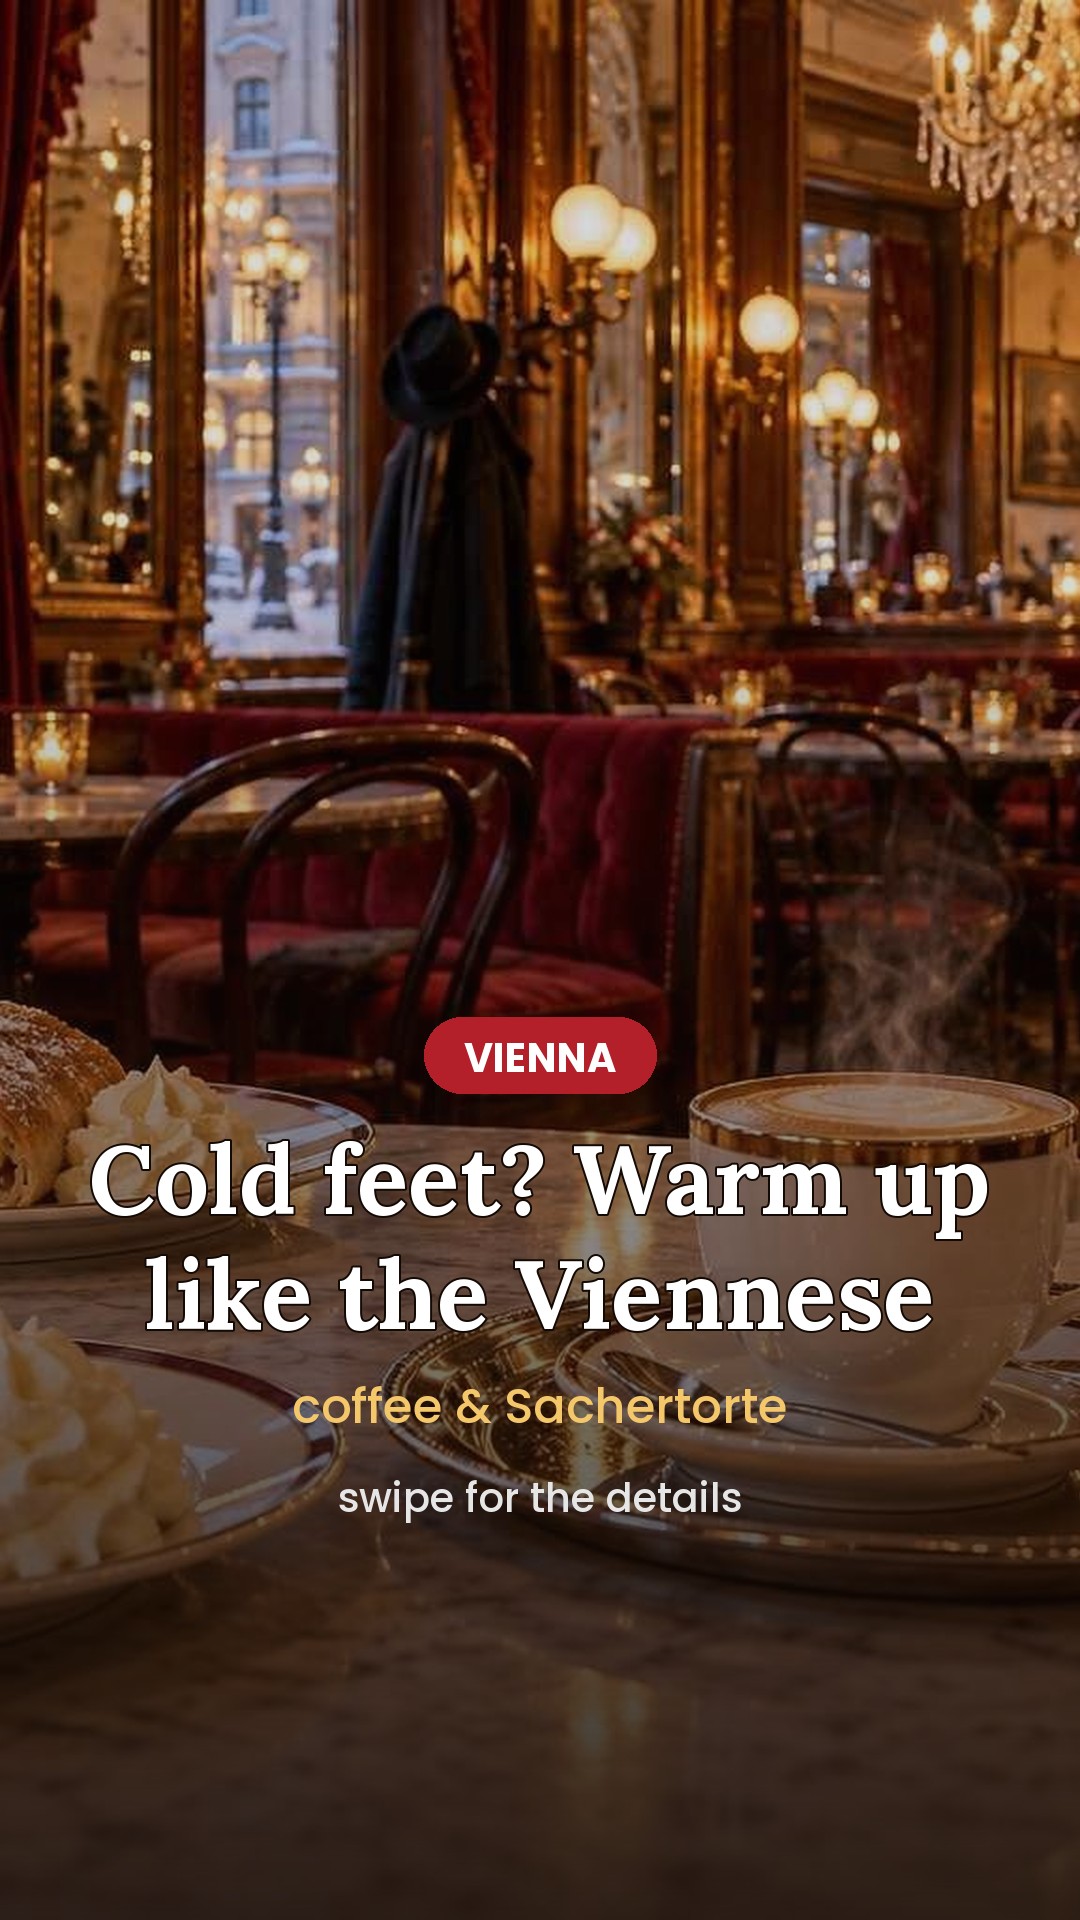 VIENNA
Cold feet? Warm up
like the Viennese
coffee & Sachertorte
swipe for the details